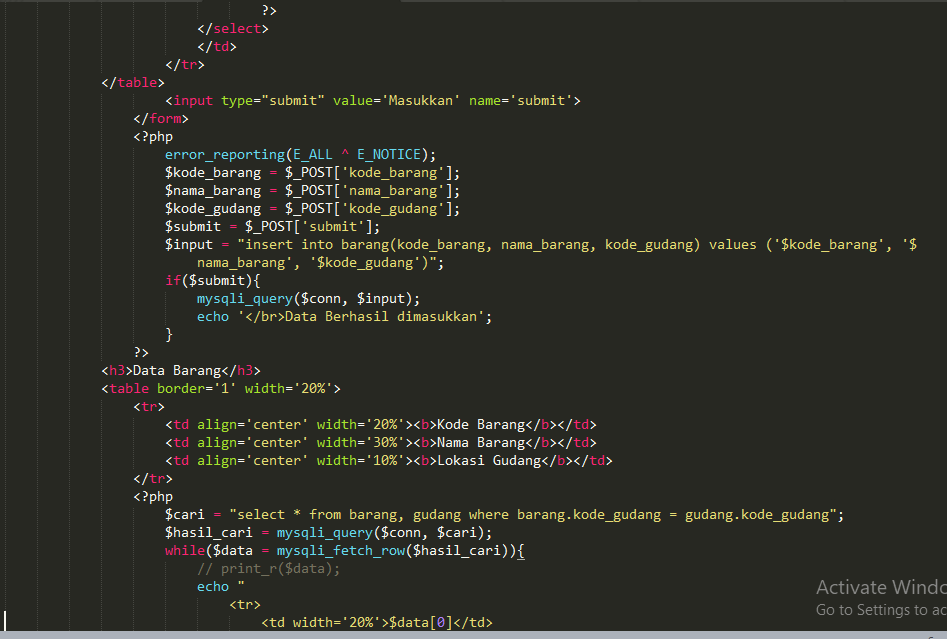 ?>
</select>
</td>
</tr>
</table>
<input type="submit" value='Masukkan' name='submit'>
</form>
<?php
error_reporting(E_ALL ^ E_NOTICE);
$kode_barang = $_POST['kode_barang'];
$nama_barang = $_POST['nama_barang'];
$kode_gudang = $_POST['kode_gudang'];
$submit = $_POST['submit'];
$input = "insert into barang(kode_barang, nama_barang, kode_gudang) values ('$kode_barang', '$
nama_barang', '$kode_gudang')";
if($submit){
mysqli_query($conn, $input);
echo '</br>Data Berhasil dimasukkan';
}
?>
<h3>Data Barang</h3>
<table border='1' width='20%'>
<tr>
<td align='center' width='20%'><b>Kode Barang</b></td>
<td align='center' width='30%'><b>Nama Barang</b></td>
<td align='center' width='10%'><b>Lokasi Gudang</b></td>
</tr>
<?php
$cari = "select * from barang, gudang where barang.kode_gudang = gudang.kode_gudang";
$hasil_cari = mysqli_query($conn, $cari);
while($data = mysqli_fetch_row($hasil_cari)){
// print_r($data);
echo "
<tr>
<td width='20%'>$data[0]</td>
Activate Windo
Go to Settings to ac